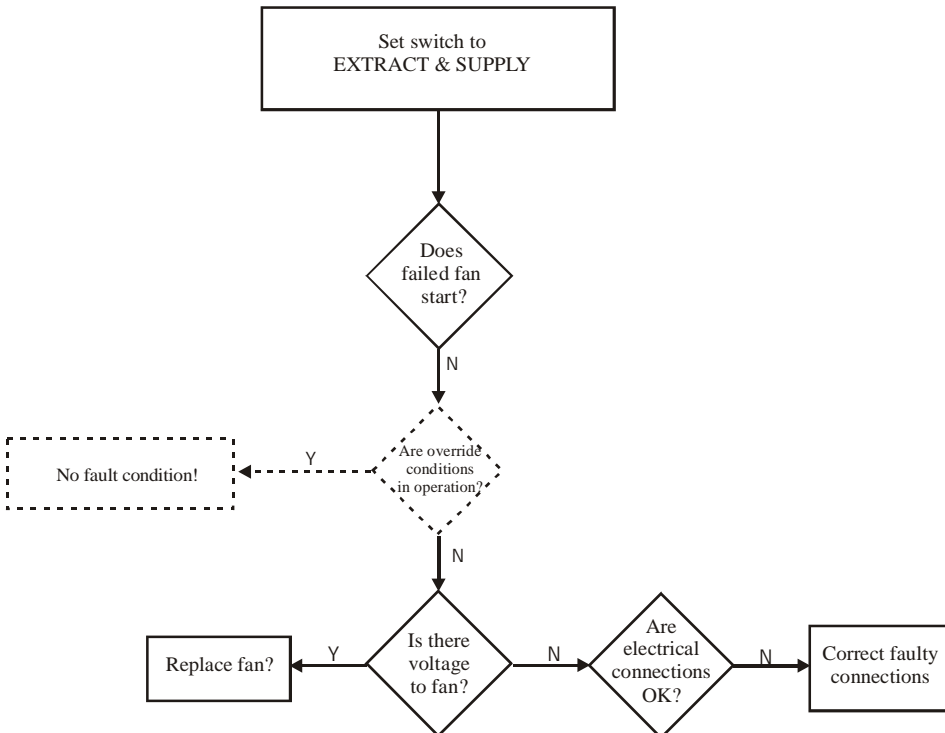 Set switch to
EXTRACT & SUPPLY
Does
failed fan
start?
N
Are override
conditions
in operation?
Y
No fault condition!
N
Is there
voltage
to fan?
Y
Replace fan?
N
Are
electrical
connections
OK?
N
Correct faulty
connections